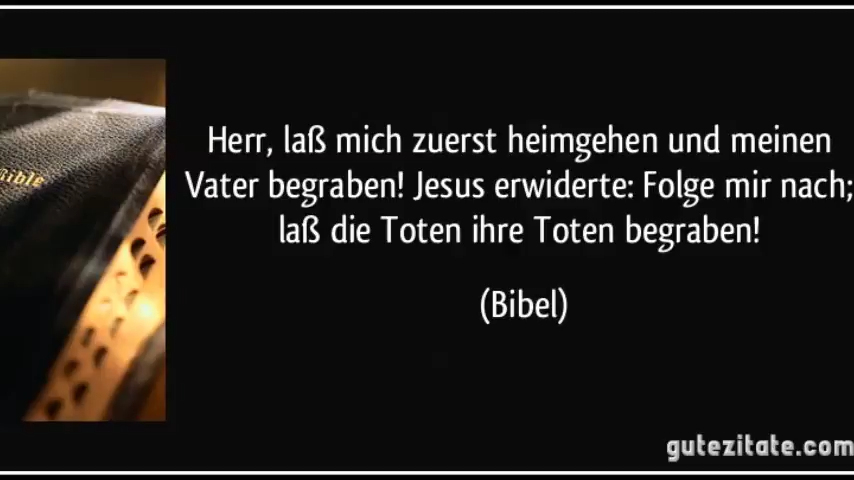 Bible
Herr, laß mich zuerst heimgehen und meinen
Vater begraben! Jesus erwiderte: Folge mir nach;
laß die Toten ihre Toten begraben!
(Bibel)
gutezitate.com